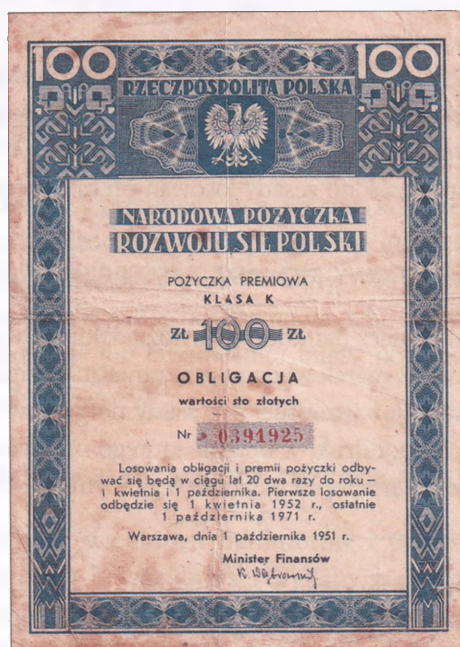 100 100
RZECZPOSPOLITA POLSKA
NARODOWA POŻYCZKA
ROZWOJU SIŁ POLSKI
POŻYCZKA PREMIOWA
KLASA K
ZŁ 100 ZŁ
OBLIGACJA
wartości sto złotych
Nr 0391925
Losowania obligacji i premii pożyczki odby-
wać się będą w ciągu lat 20 dwa razy do roku –
1 kwietnia i 1 października. Pierwsze losowanie
odbędzie się 1 kwietnia 1952 r., ostatnie
1 października 1971 r.
Warszawa, dnia 1 października 1951 r.
Minister Finansów
K. Dąbrowski